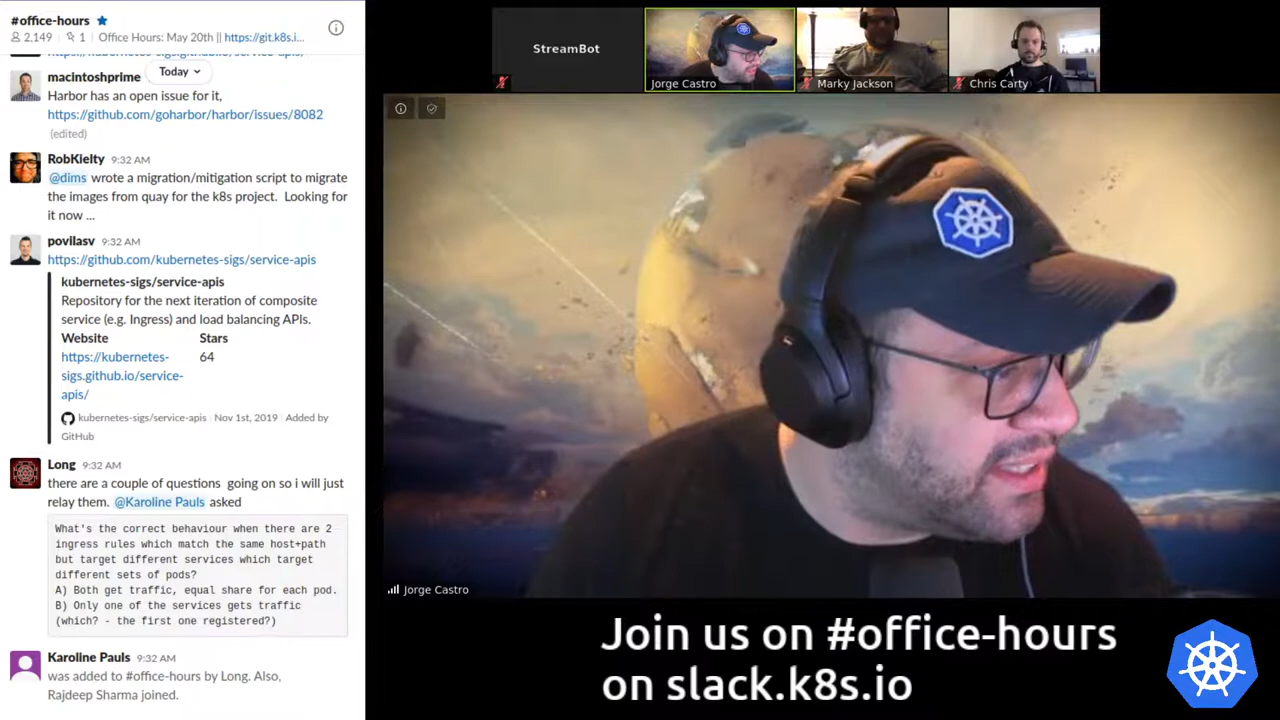 #office-hours
2,149 1 Office Hours: May 20th || https://git.k8s.i...
Today
macintoshprime
Harbor has an open issue for it,
https://github.com/goharbor/harbor/issues/8082
(edited)
RobKielty 9:32 AM
@dims wrote a migration/mitigation script to migrate
the images from quay for the k8s project. Looking for
it now ...
povilasv 9:32 AM
https://github.com/kubernetes-sigs/service-apis
kubernetes-sigs/service-apis
Repository for the next iteration of composite
service (e.g. Ingress) and load balancing APIs.
Website Stars
https://kubernetes- 64
sigs.github.io/service-
apis/
kubernetes-sigs/service-apis Nov 1st, 2019 Added by
GitHub
Long 9:32 AM
there are a couple of questions going on so i will just
relay them. @Karoline Pauls asked
What's the correct behaviour when there are 2
ingress rules which match the same host+path
but target different services which target
different sets of pods?
A) Both get traffic, equal share for each pod.
B) Only one of the services gets traffic
(which? - the first one registered?)
Karoline Pauls 9:32 AM
was added to #office-hours by Long. Also,
Rajdeep Sharma joined.
StreamBot
Jorge Castro
Marky Jackson
Chris Carty
Jorge Castro
Join us on #office-hours
on slack.k8s.io